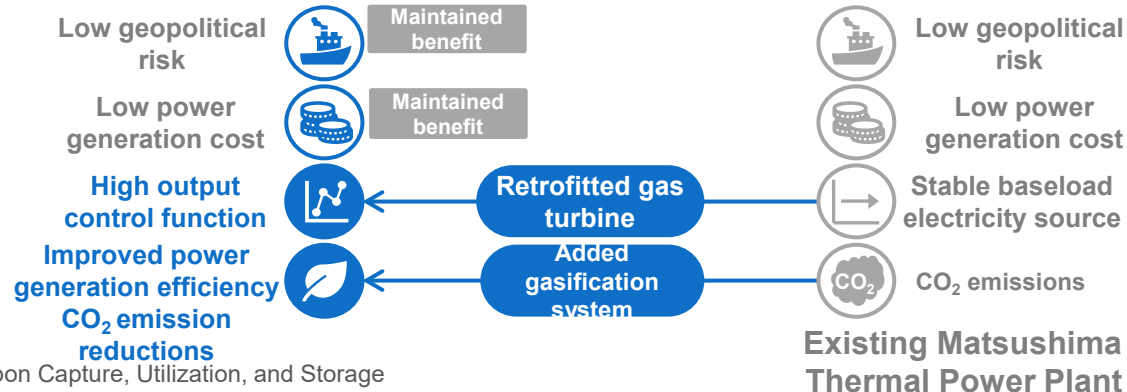 Low geopolitical
risk
Maintained
benefit
Low geopolitical
risk
Low power
generation cost
Maintained
benefit
Low power
generation cost
High output
control function
Retrofitted gas
turbine
Stable baseload
electricity source
Improved power
generation efficiency
CO₂ emission
reductions
Added
gasification
system
CO₂
CO₂ emissions
Existing Matsushima
Thermal Power Plant
Capture, Utilization, and Storage